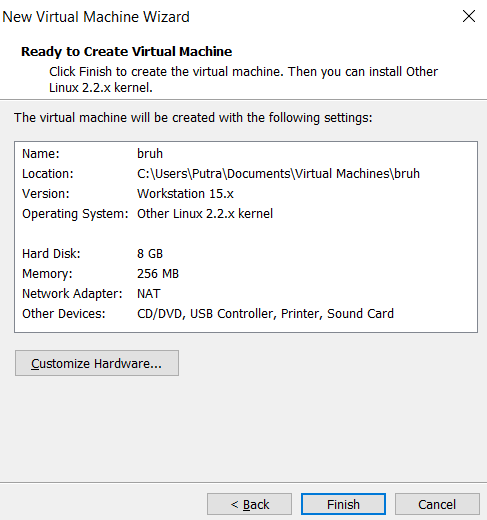 New Virtual Machine Wizard
Ready to Create Virtual Machine
Click Finish to create the virtual machine. Then you can install Other
Linux 2.2.x kernel.
The virtual machine will be created with the following settings:
Name: bruh
Location: C:\Users\Putra\Documents\Virtual Machines\bruh
Version: Workstation 15.x
Operating System: Other Linux 2.2.x kernel
Hard Disk: 8 GB
Memory: 256 MB
Network Adapter: NAT
Other Devices: CD/DVD, USB Controller, Printer, Sound Card
Customize Hardware...
< Back Finish Cancel